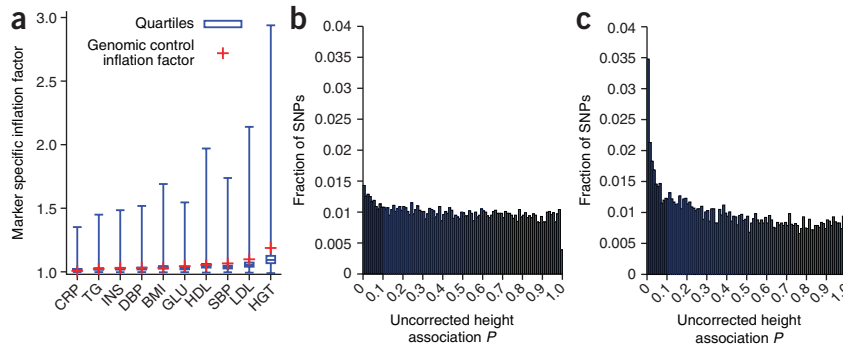 a
Marker specific inflation factor
3.0
2.5
2.0
1.5
1.0
Quartiles
Genomic control
inflation factor
CRP
TG
INS
DBP
BMI
GLU
HDL
SBP
LDL
HGT
b
Fraction of SNPs
0.04
0.035
0.03
0.025
0.02
0.015
0.01
0.005
0
0
0.1
0.2
0.3
0.4
0.5
0.6
0.7
0.8
0.9
1.0
Uncorrected height
association P
c
Fraction of SNPs
0.04
0.035
0.03
0.025
0.02
0.015
0.01
0.005
0
0
0.1
0.2
0.3
0.4
0.5
0.6
0.7
0.8
0.9
Uncorrected height
association P